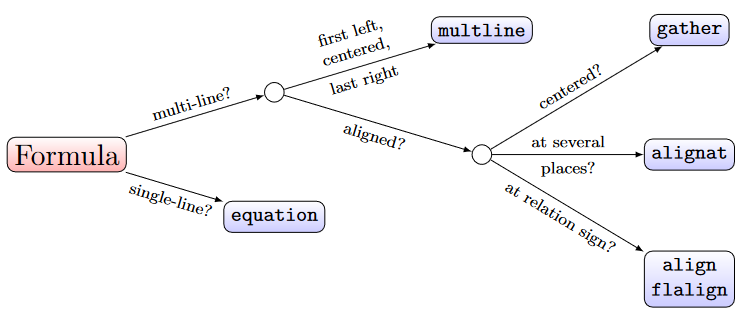 first left,
centered,
last right
multline
gather
multi-line?
centered?
aligned?
at several
places?
alignat
Formula
single-line?
equation
at relation sign?
align
flalign